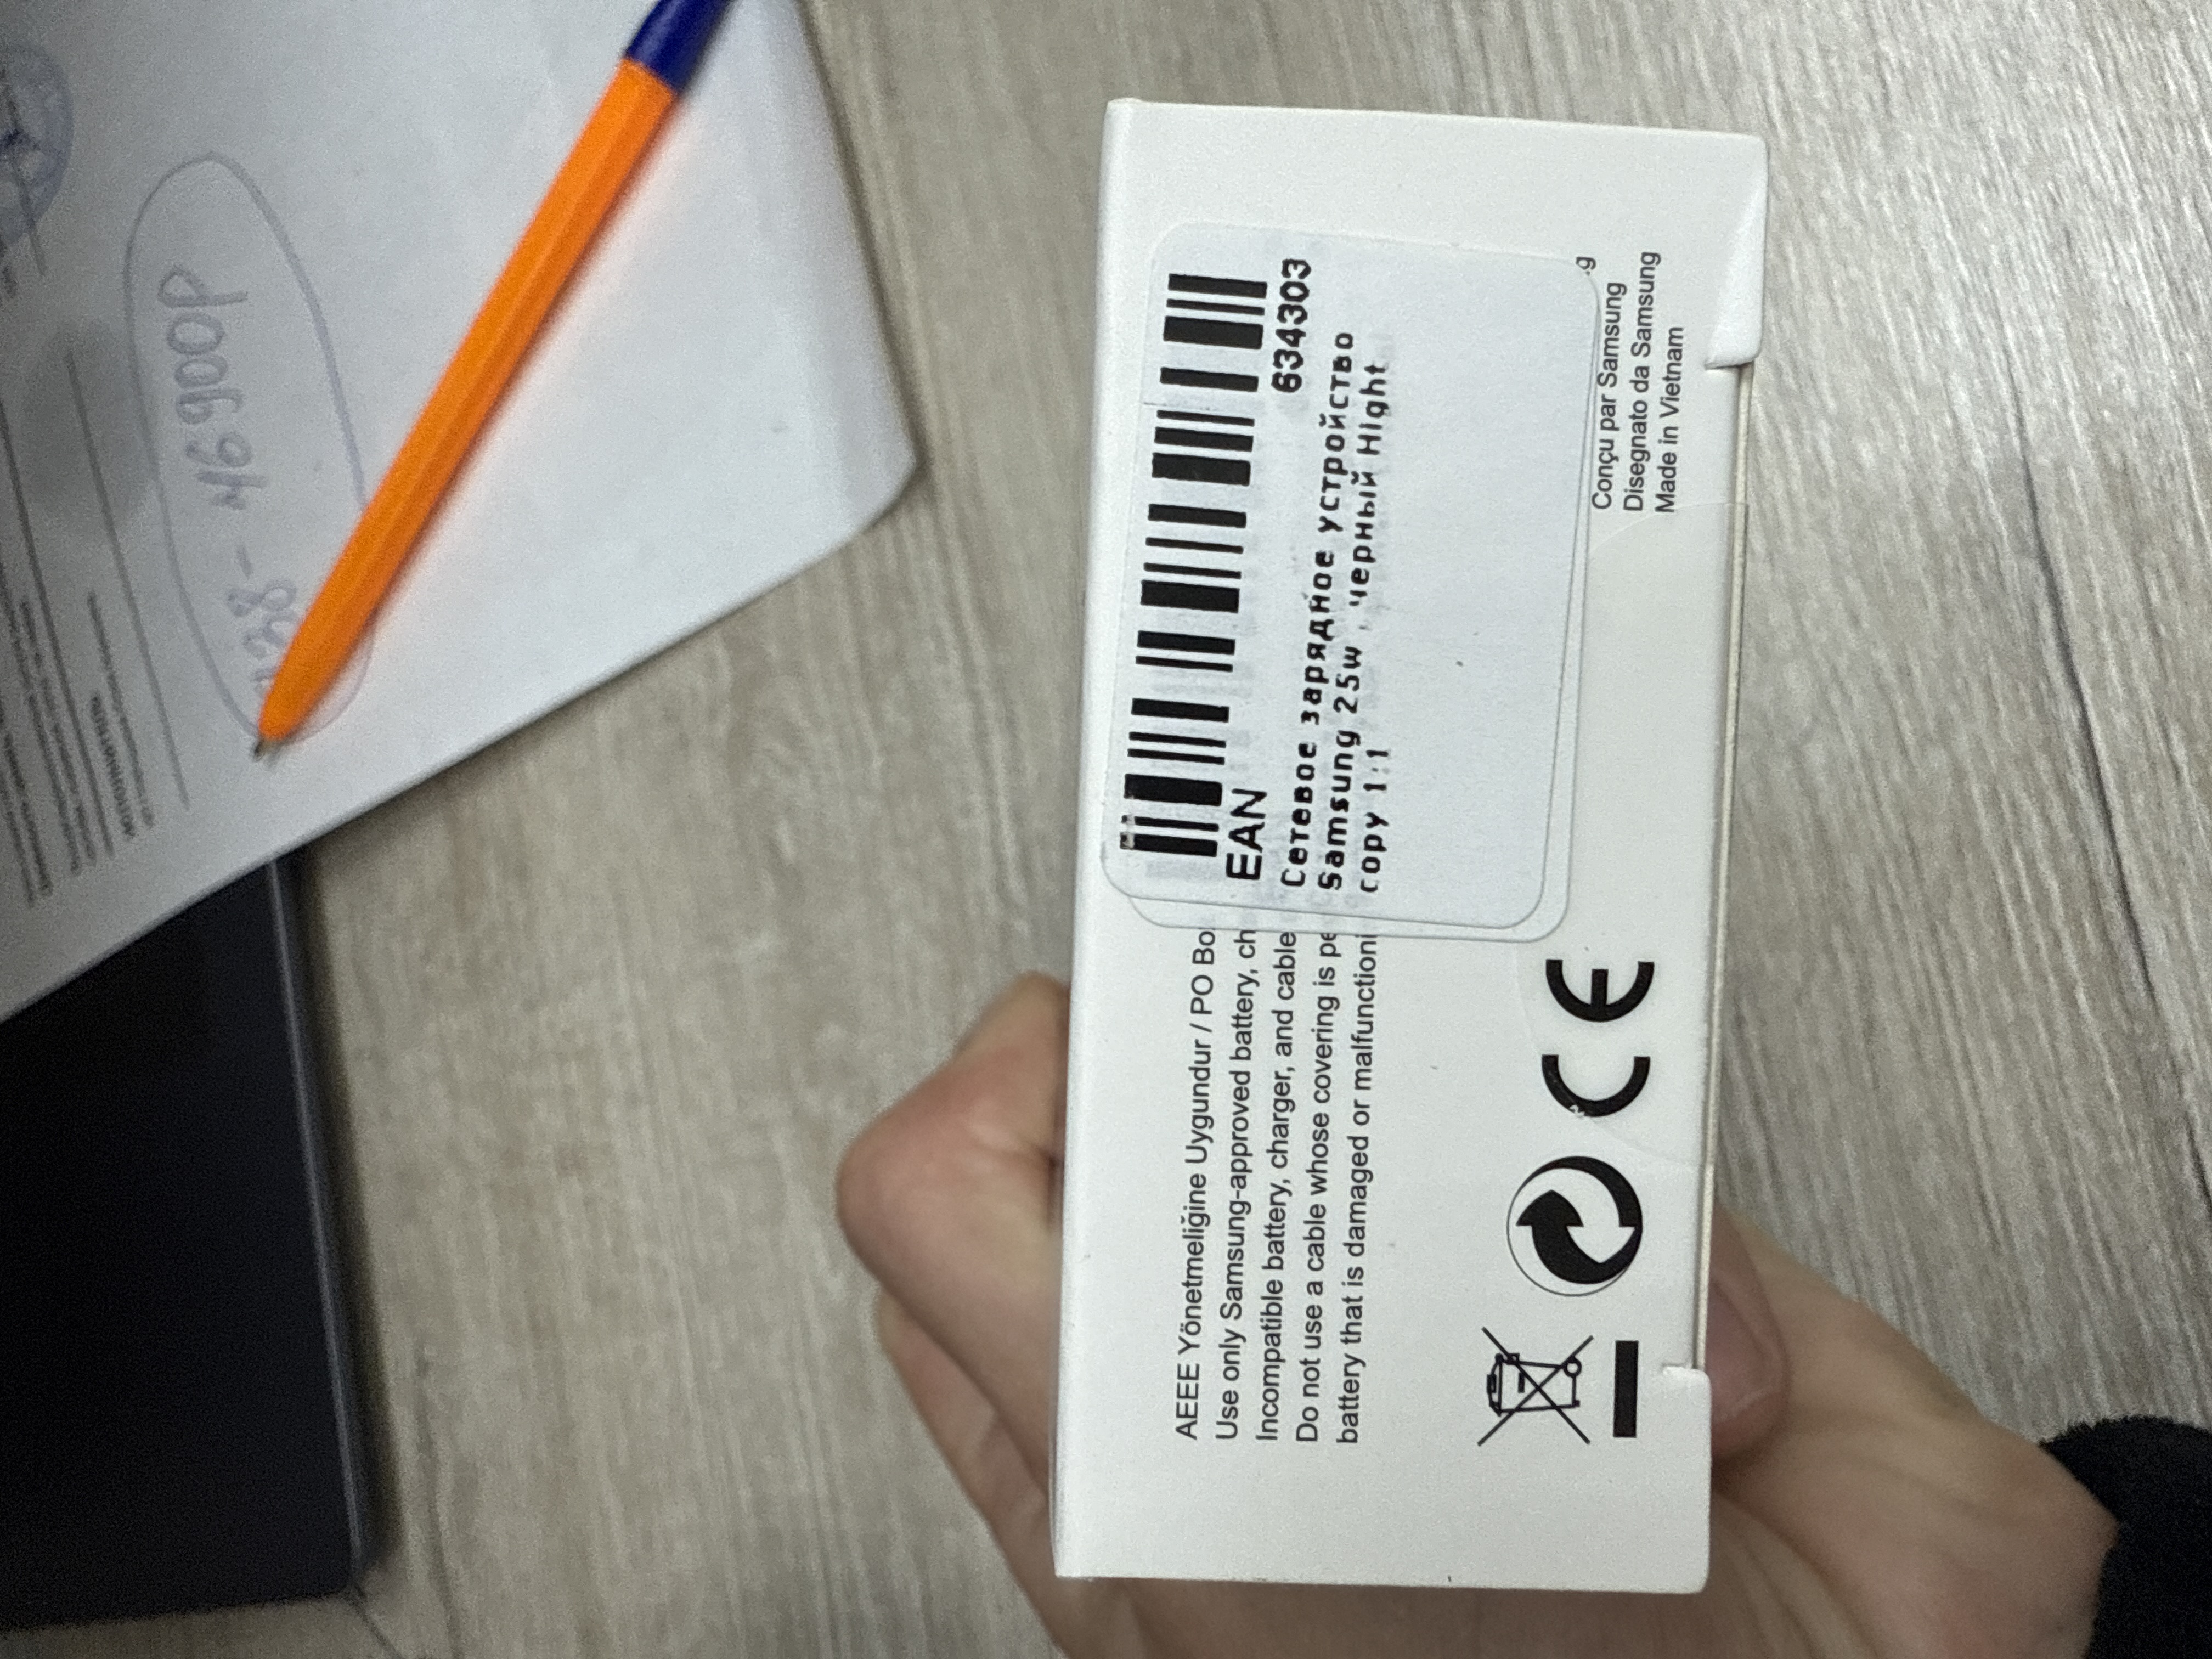 634303
EAN
Сетевое зарядное устройство
Samsung 25w , черный Hight
copy 1:1
AEEE Yönetmeliğine Uygundur / PO Bo
Use only Samsung-approved battery, ch
Incompatible battery, charger, and cable
Do not use a cable whose covering is pe
battery that is damaged or malfunctioni
g
Conçu par Samsung
Disegnato da Samsung
Made in Vietnam
CE